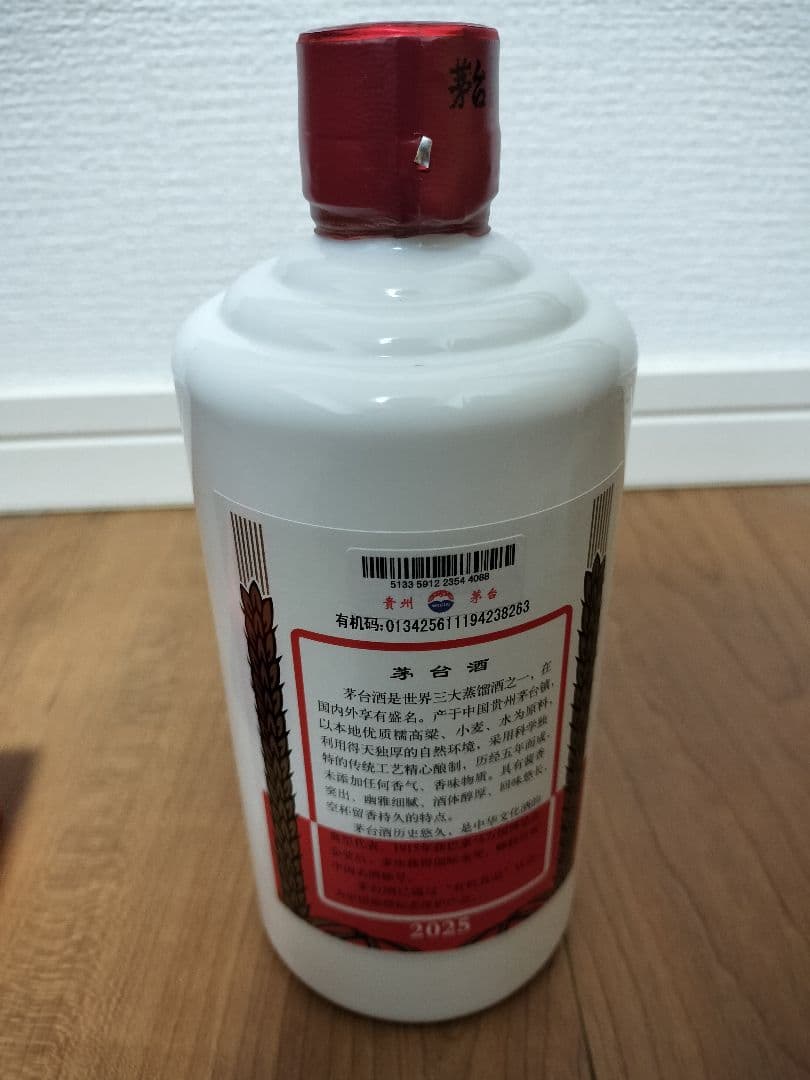 茅台
5133 5912 2354 4088
贵州 茅台
有机码:013425611194238263
茅台酒
茅台酒是世界三大蒸馏酒之一，在
国内外享有盛名。产于中国贵州茅台镇，
以本地优质糯高粱、小麦、水为原料，
利用得天独厚的自然环境，采用科学独
特的传统工艺精心酿制，历经五年而成，
未添加任何香气、香味物质。具有酱香
突出、幽雅细腻、酒体醇厚、回味悠长、
空杯留香持久的特点。
茅台酒历史悠久，是中华文化酒的
2025